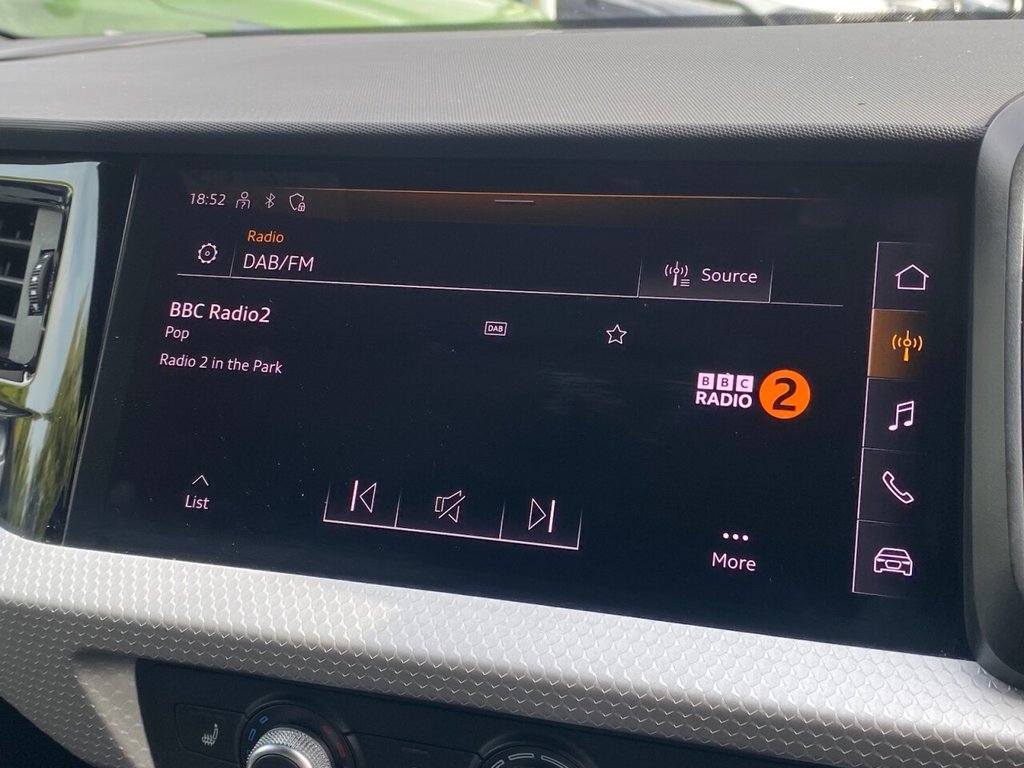 18:52
Radio
DAB/FM
Source
BBC Radio2
DAB
Pop
Radio 2 in the Park
BBC
RADIO 2
List
More